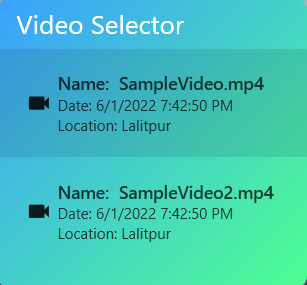 Video Selector
Name: SampleVideo.mp4
Date: 6/1/2022 7:42:50 PM
Location: Lalitpur
Name: SampleVideo2.mp4
Date: 6/1/2022 7:42:50 PM
Location: Lalitpur